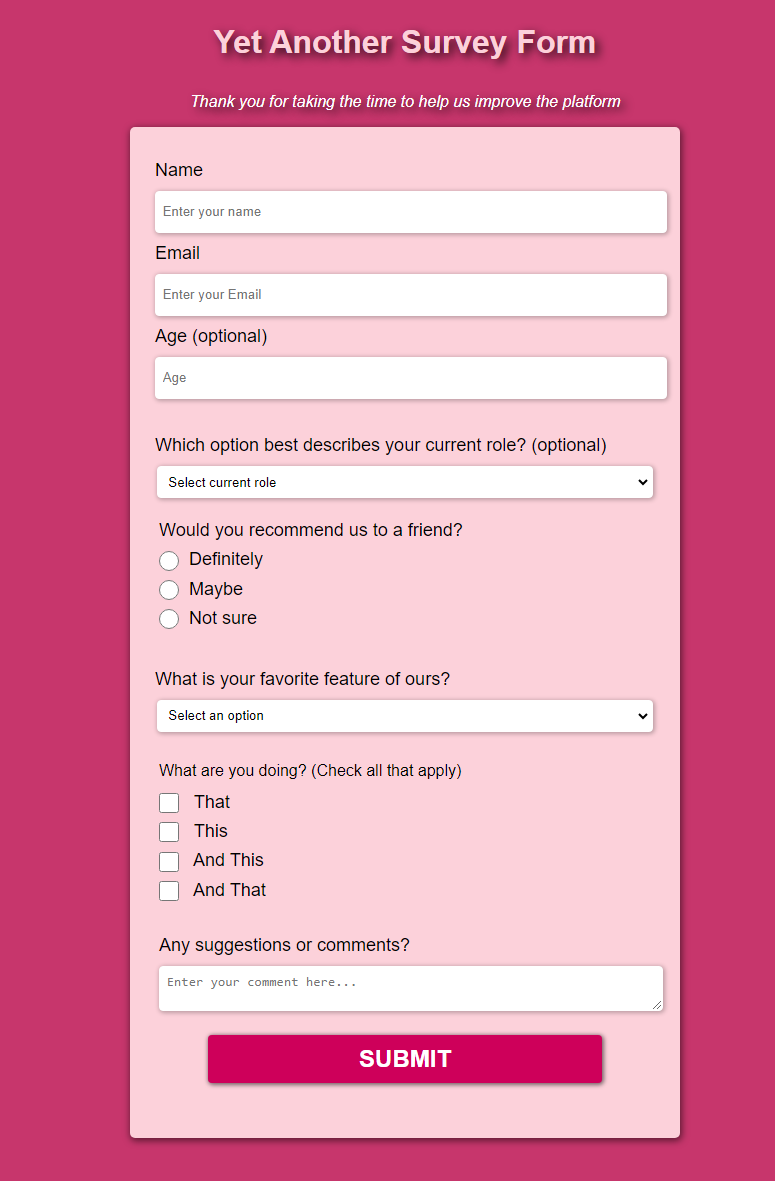 Yet Another Survey Form
Thank you for taking the time to help us improve the platform
Name
Enter your name
Email
Enter your Email
Age (optional)
Age
Which option best describes your current role? (optional)
Select current role
Would you recommend us to a friend?
Definitely
Maybe
Not sure
What is your favorite feature of ours?
Select an option
What are you doing? (Check all that apply)
That
This
And This
And That
Any suggestions or comments?
Enter your comment here...
SUBMIT